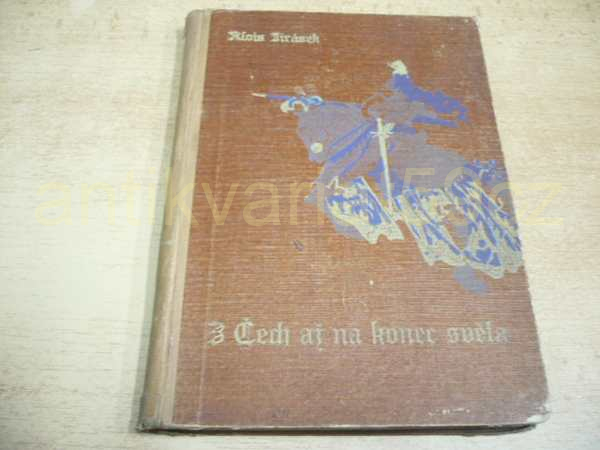 Alois Jirásek
Z Čech až na konec světa